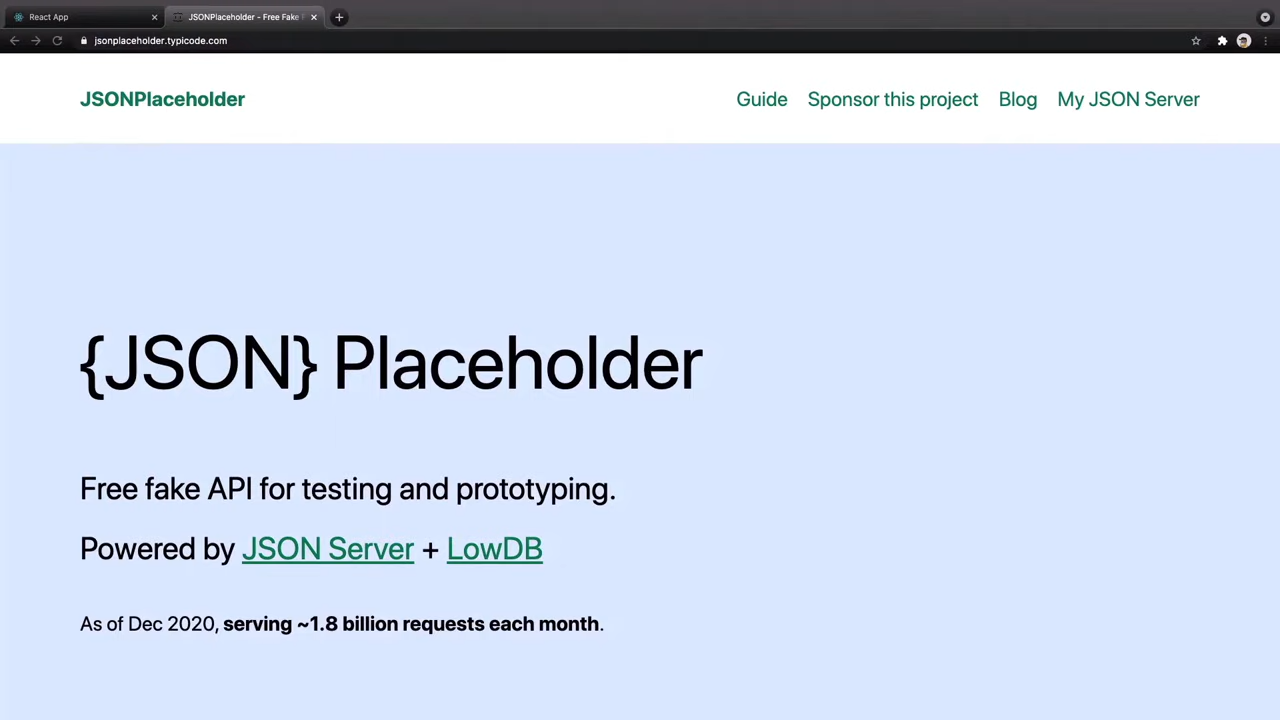 React App
JSONPlaceholder - Free Fake
jsonplaceholder.typicode.com
JSONPlaceholder
Guide Sponsor this project Blog My JSON Server
{JSON} Placeholder
Free fake API for testing and prototyping.
Powered by JSON Server + LowDB
As of Dec 2020, serving ~1.8 billion requests each month.